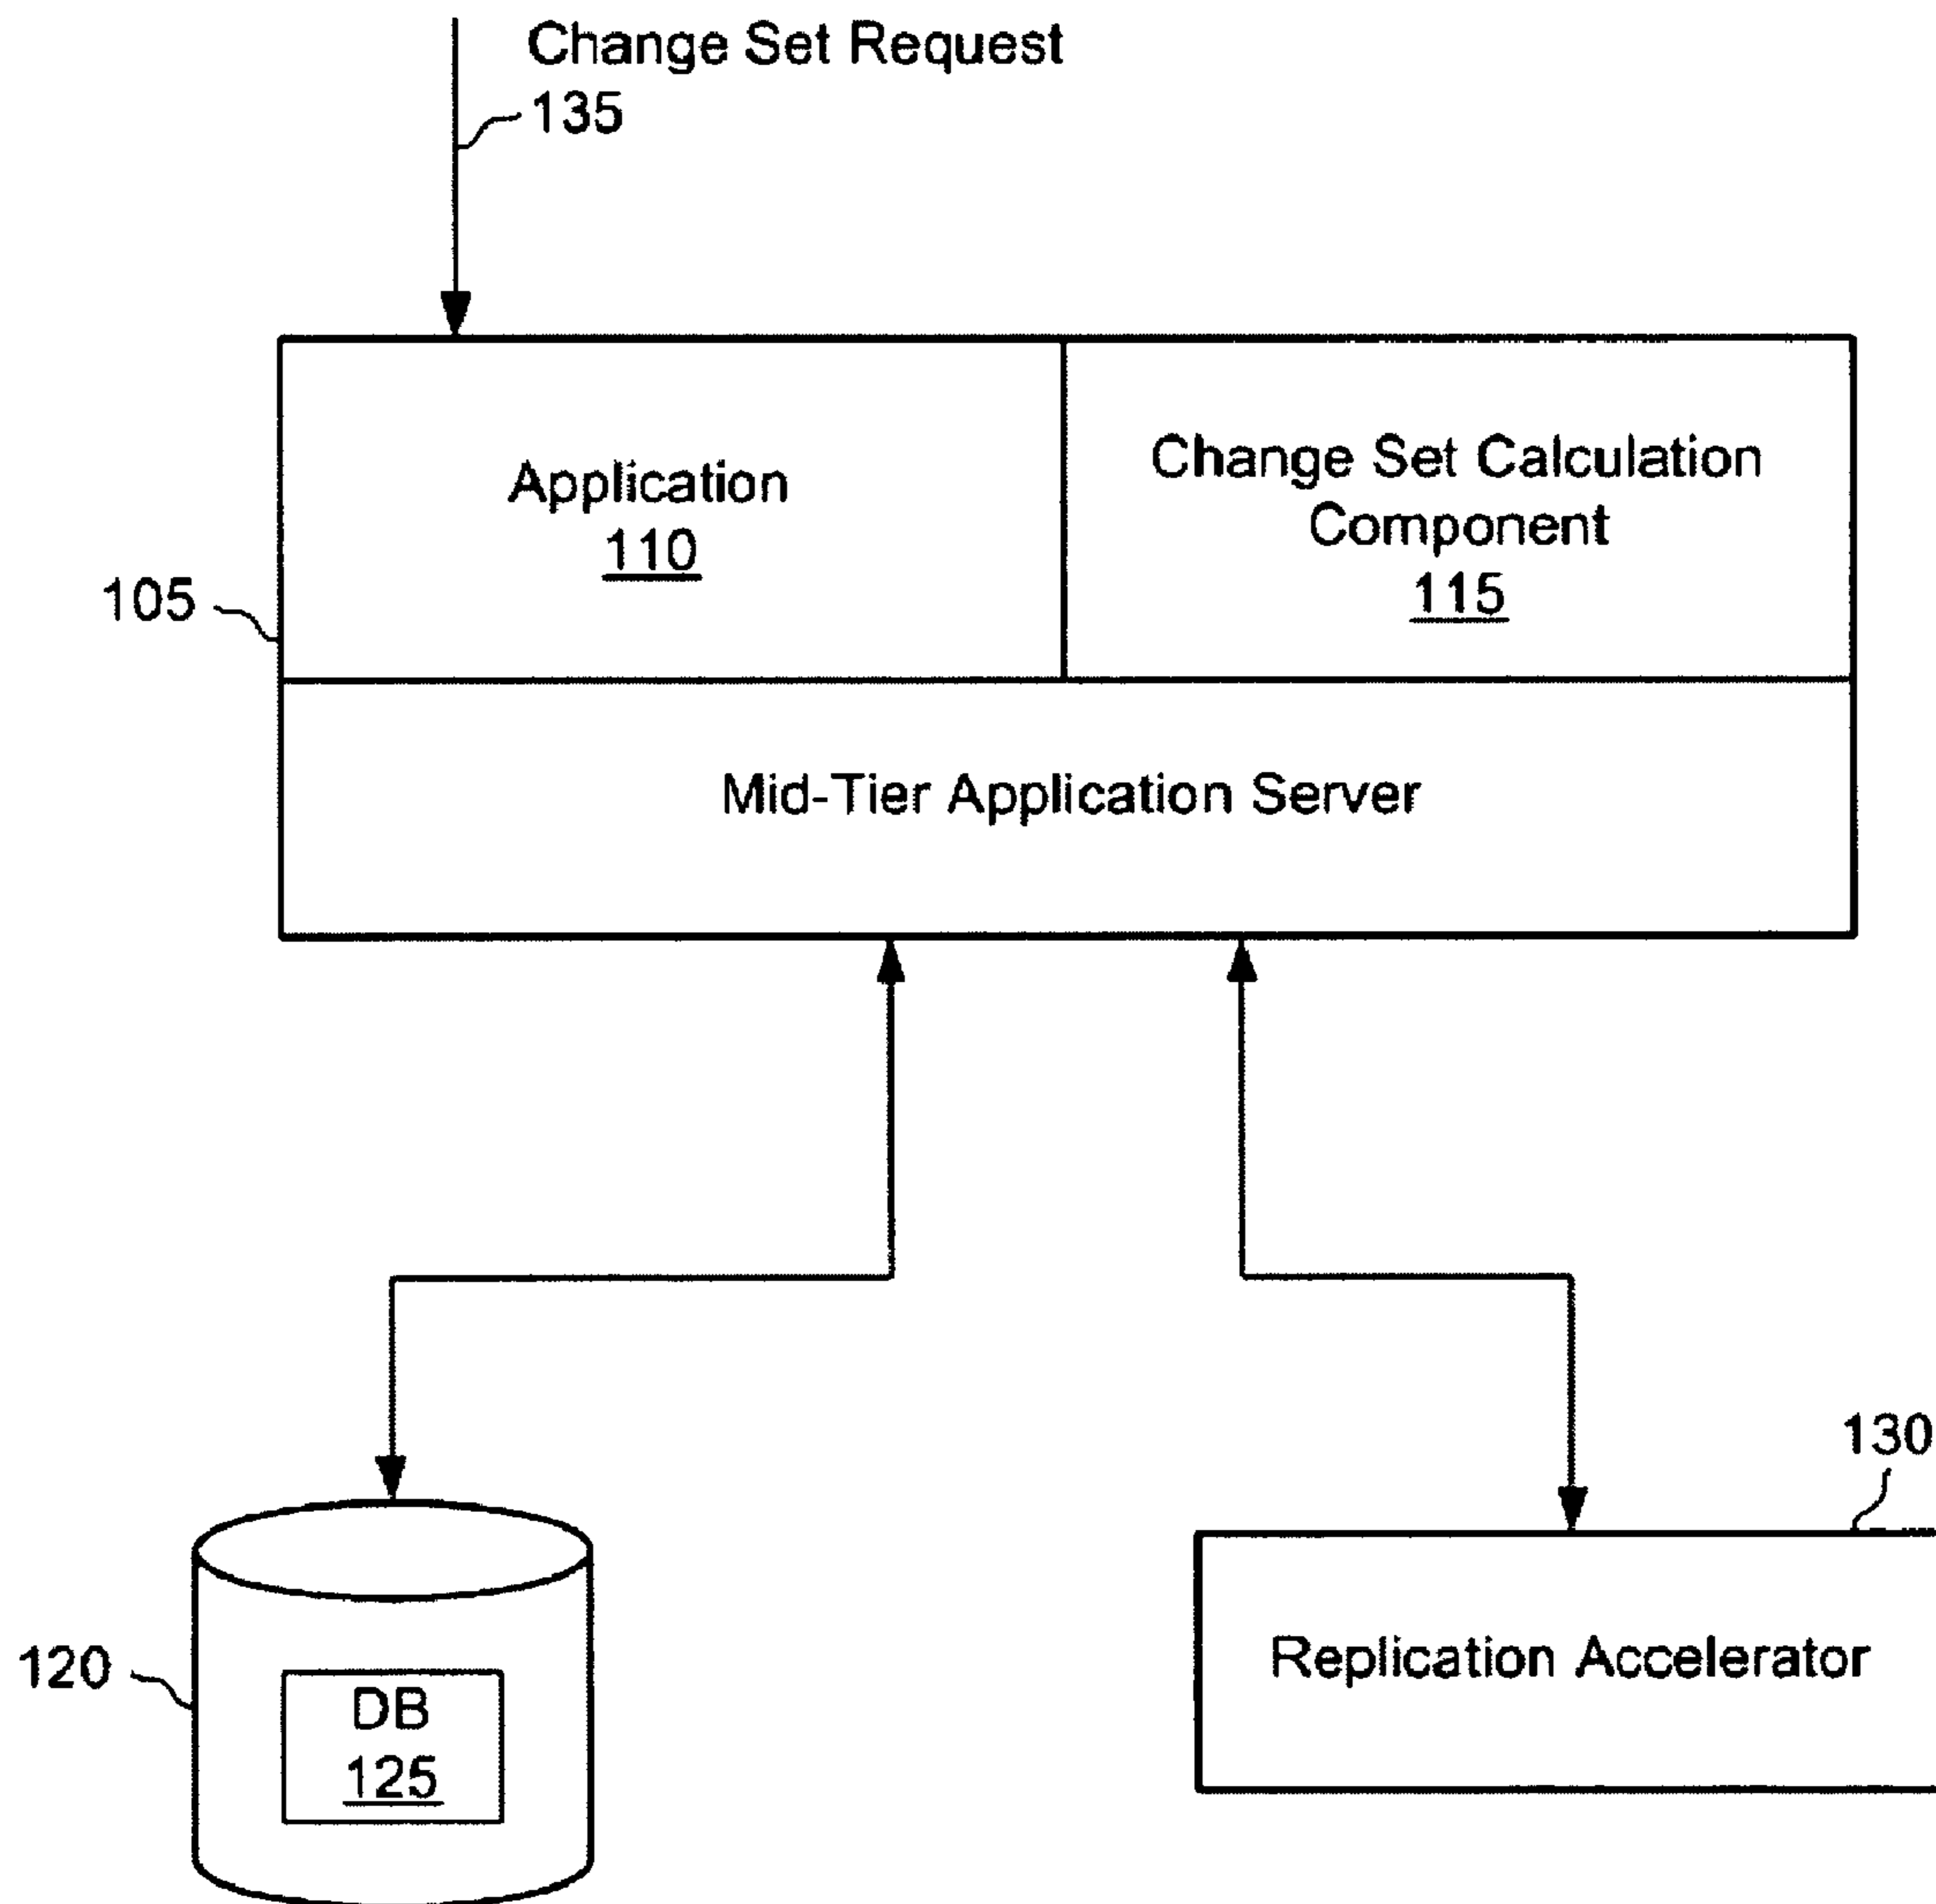 Change Set Request
135
Application
110
Change Set Calculation
Component
115
105
Mid-Tier Application Server
130
Replication Accelerator
120
DB
125